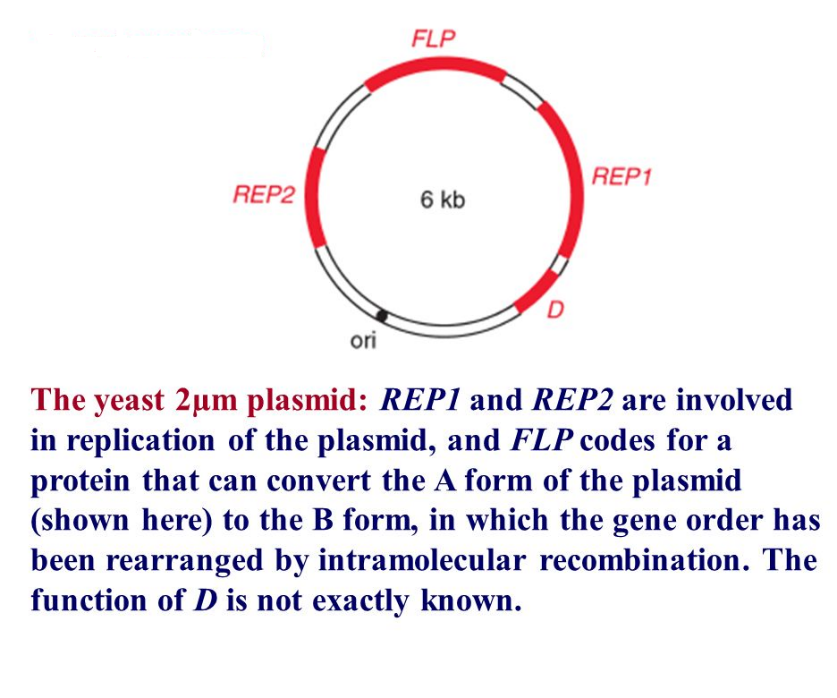 FLP
REP1
REP2
6 kb
D
ori
The yeast 2µm plasmid: REP1 and REP2 are involved
in replication of the plasmid, and FLP codes for a
protein that can convert the A form of the plasmid
(shown here) to the B form, in which the gene order has
been rearranged by intramolecular recombination. The
function of D is not exactly known.